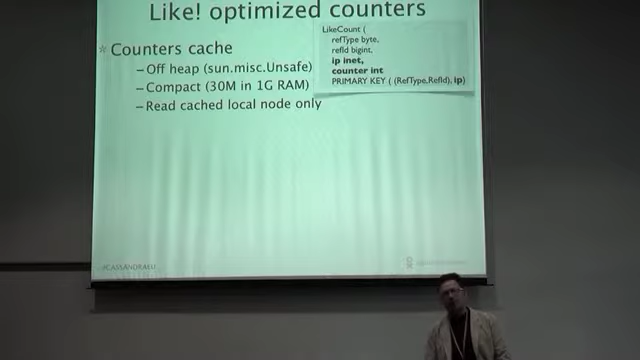 Like! optimized counters
Counters cache
– Off heap (sun.misc.Unsafe)
– Compact (30M in 1G RAM)
– Read cached local node only
LikeCount (
refType byte,
refId bigint,
ip inet,
counter int
PRIMARY KEY ( (RefType,RefId), ip)
#CASSANDRAEU